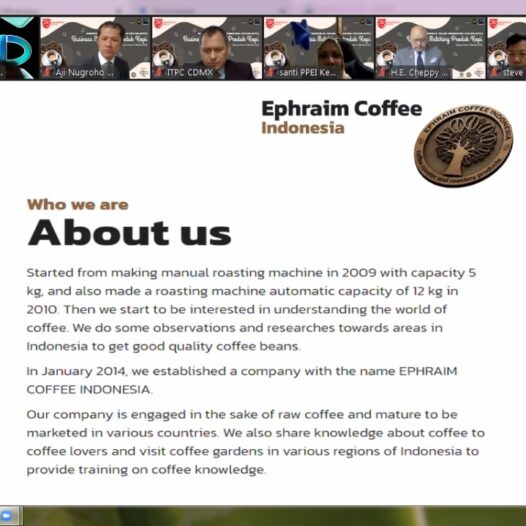 Aji Nugroho ...
ITPC CDMX
santi PPEI Ke...
H.E. Cheppy ...
steve
Ephraim Coffee
Indonesia
EPHRAIM COFFEE INDONESIA
Who we are
About us
Started from making manual roasting machine in 2009 with capacity 5
kg, and also made a roasting machine automatic capacity of 12 kg in
2010. Then we start to be interested in understanding the world of
coffee. We do some observations and researches towards areas in
Indonesia to get good quality coffee beans.
In January 2014, we established a company with the name EPHRAIM
COFFEE INDONESIA.
Our company is engaged in the sake of raw coffee and mature to be
marketed in various countries. We also share knowledge about coffee to
coffee lovers and visit coffee gardens in various regions of Indonesia to
provide training on coffee knowledge.